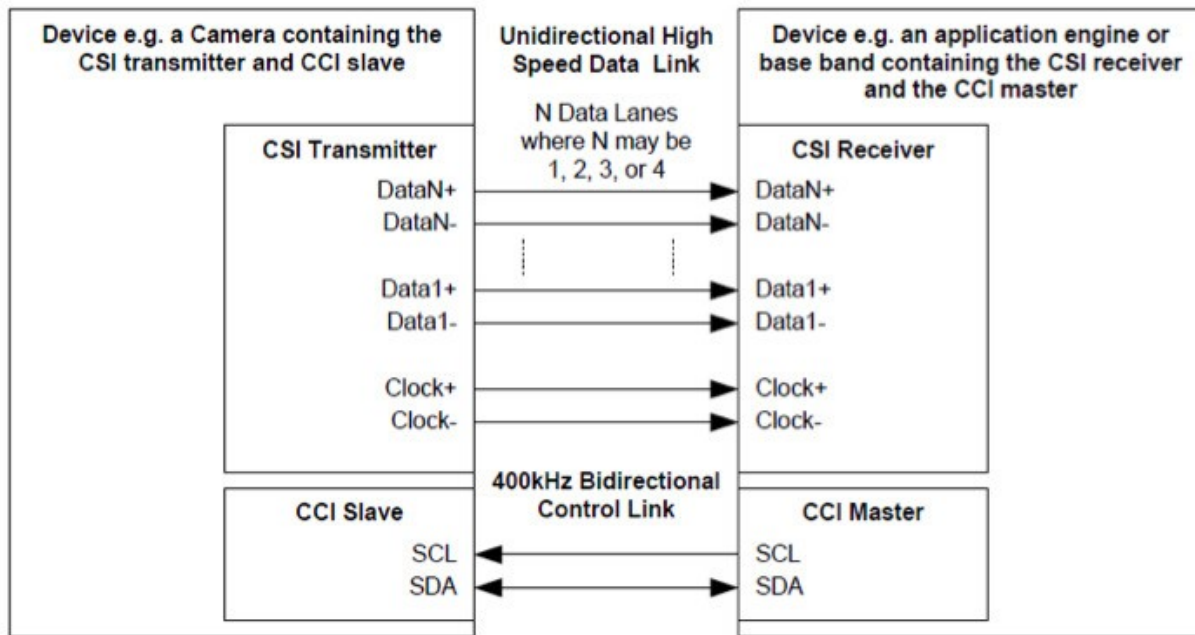 Device e.g. a Camera containing the
CSI transmitter and CCI slave
Unidirectional High
Speed Data Link
N Data Lanes
where N may be
1, 2, 3, or 4
Device e.g. an application engine or
base band containing the CSI receiver
and the CCI master
CSI Transmitter
DataN+
DataN-
Data1+
Data1-
Clock+
Clock-
CSI Receiver
DataN+
DataN-
Data1+
Data1-
Clock+
Clock-
400kHz Bidirectional
Control Link
CCI Slave
SCL
SDA
CCI Master
SCL
SDA